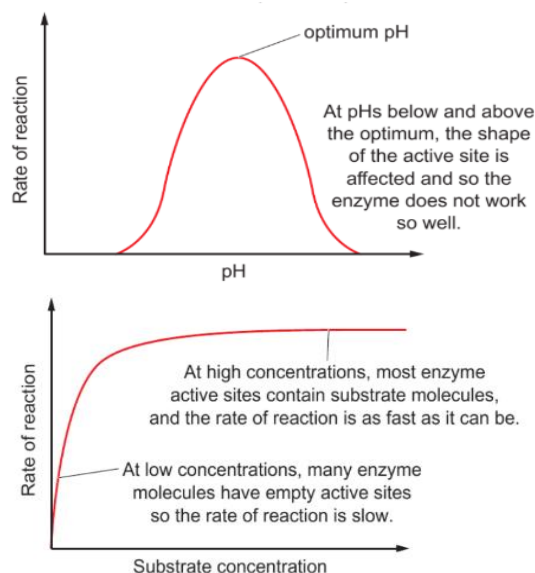 optimum pH
Rate of reaction
At pHs below and above
the optimum, the shape
of the active site is
affected and so the
enzyme does not work
so well.
pH
Rate of reaction
At high concentrations, most enzyme
active sites contain substrate molecules,
and the rate of reaction is as fast as it can be.
At low concentrations, many enzyme
molecules have empty active sites
so the rate of reaction is slow.
Substrate concentration